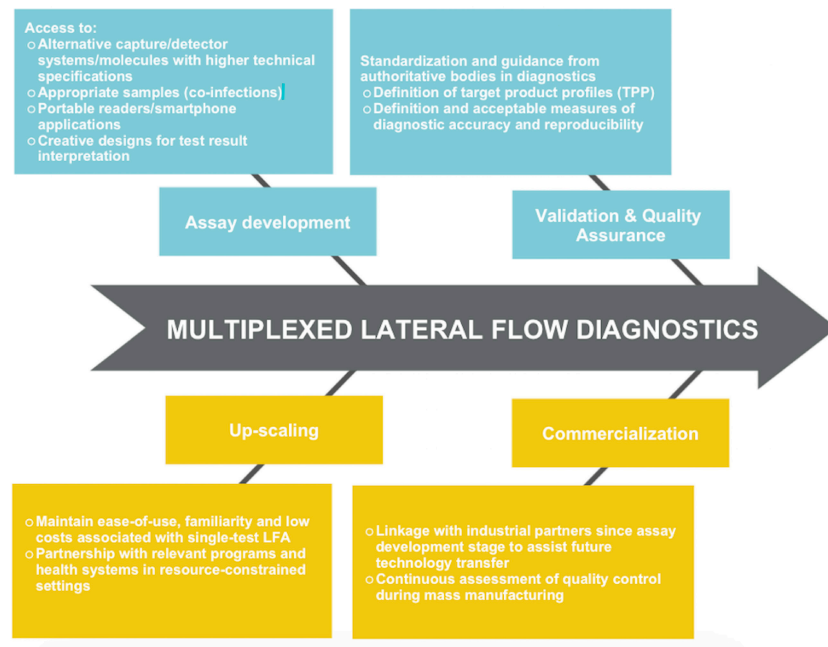 Access to:
○ Alternative capture/detector
systems/molecules with higher technical
specifications
○ Appropriate samples (co-infections)
○ Portable readers/smartphone
applications
○ Creative designs for test result
interpretation
Standardization and guidance from
authoritative bodies in diagnostics
○ Definition of target product profiles (TPP)
○ Definition and acceptable measures of
diagnostic accuracy and reproducibility
Assay development
Validation & Quality
Assurance
MULTIPLEXED LATERAL FLOW DIAGNOSTICS
Up-scaling
Commercialization
○ Maintain ease-of-use, familiarity and low
costs associated with single-test LFA
○ Partnership with relevant programs and
health systems in resource-constrained
settings
○ Linkage with industrial partners since assay
development stage to assist future
technology transfer
○ Continuous assessment of quality control
during mass manufacturing